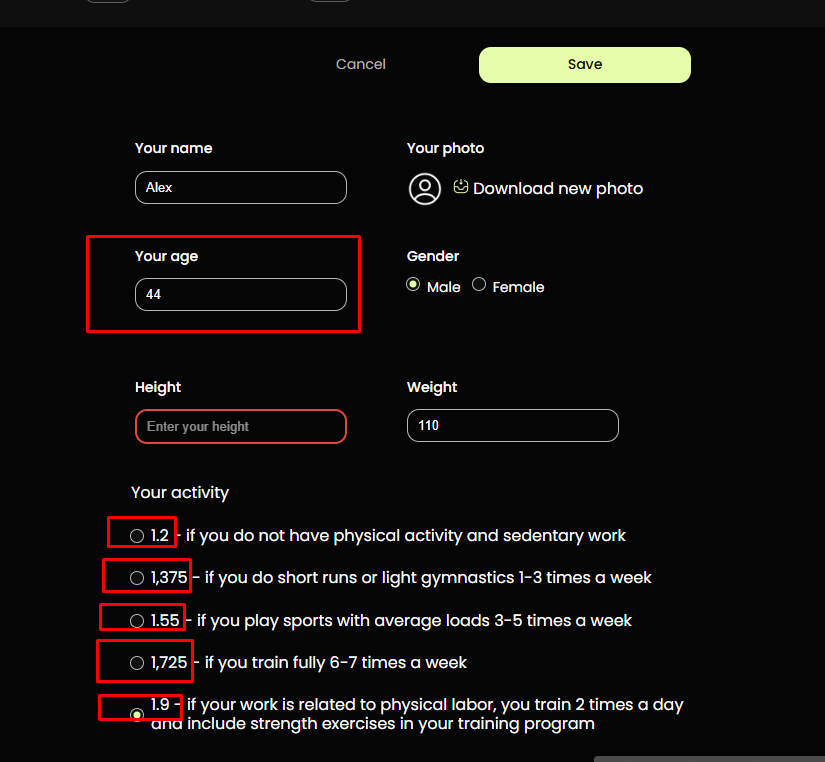 Cancel
Save
Your name
Your photo
Alex
Download new photo
Your age
Gender
44
Male
Female
Height
Weight
Enter your height
110
Your activity
1.2 - if you do not have physical activity and sedentary work
1,375 - if you do short runs or light gymnastics 1-3 times a week
1.55 - if you play sports with average loads 3-5 times a week
1,725 - if you train fully 6-7 times a week
1.9 - if your work is related to physical labor, you train 2 times a day
and include strength exercises in your training program